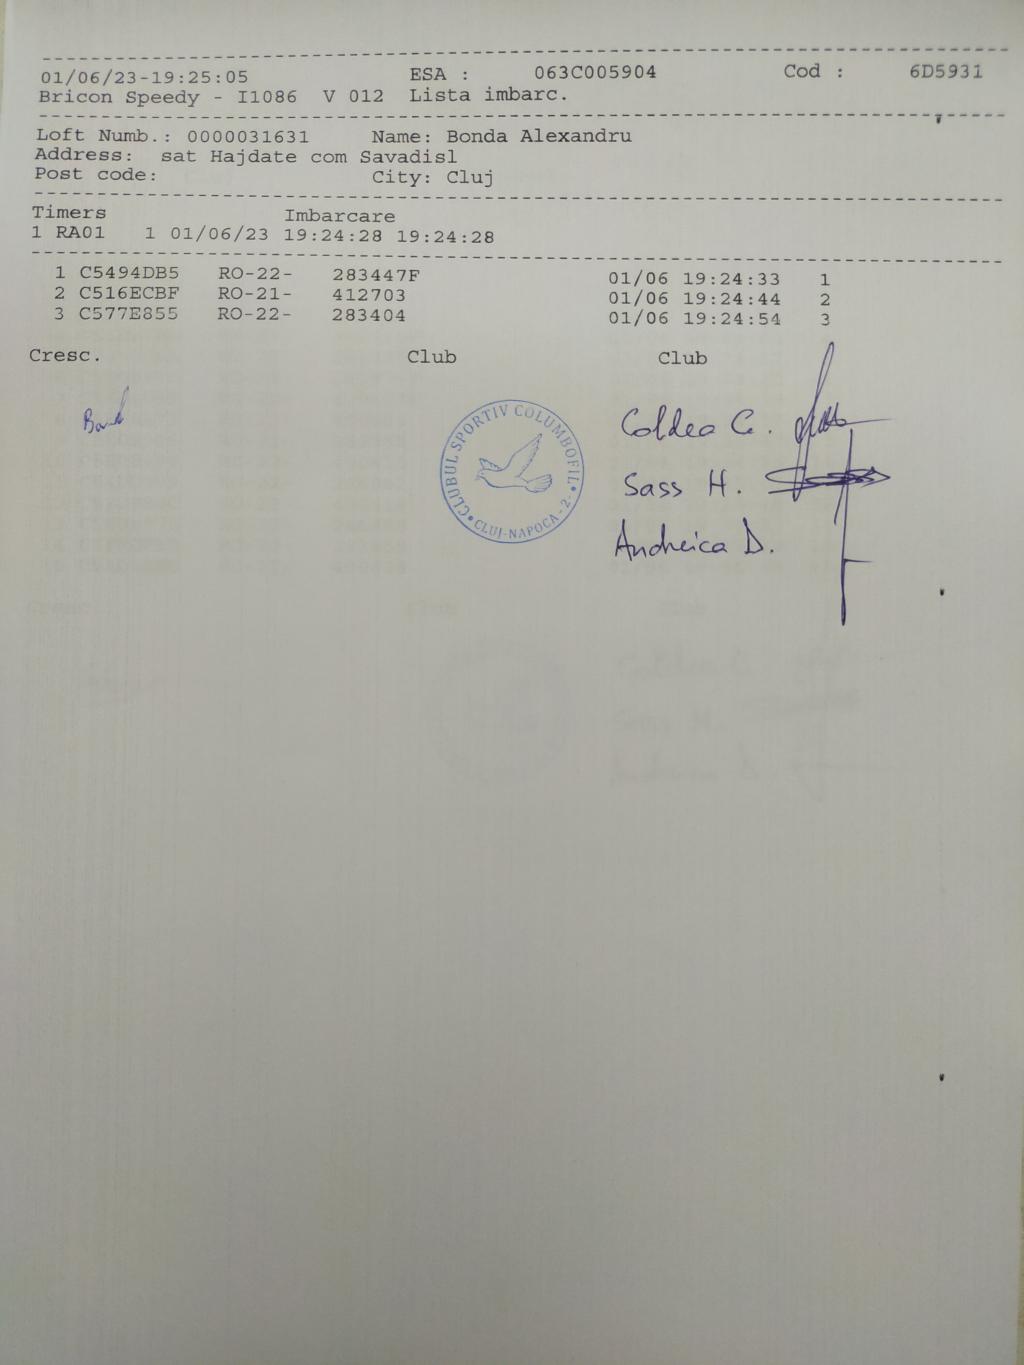 01/06/23-19:25:05 ESA : 063C005904 Cod : 6D5931
Bricon Speedy - I1086 V 012 Lista imbarc.
Loft Numb.: 0000031631 Name: Bonda Alexandru
Address: sat Hajdate com Savadisl
Post code: City: Cluj
Timers Imbarcare
1 RA01 1 01/06/23 19:24:28 19:24:28
1 C5494DB5 RO-22- 283447F 01/06 19:24:33 1
2 C516ECBF RO-21- 412703 01/06 19:24:44 2
3 C577E855 RO-22- 283404 01/06 19:24:54 3
Cresc. Club Club
CLUBUL SPORTIV COLUMBOFIL
CLUJ-NAPOCA - 2 -
Coldea C.
Sass H.
Andreica D.